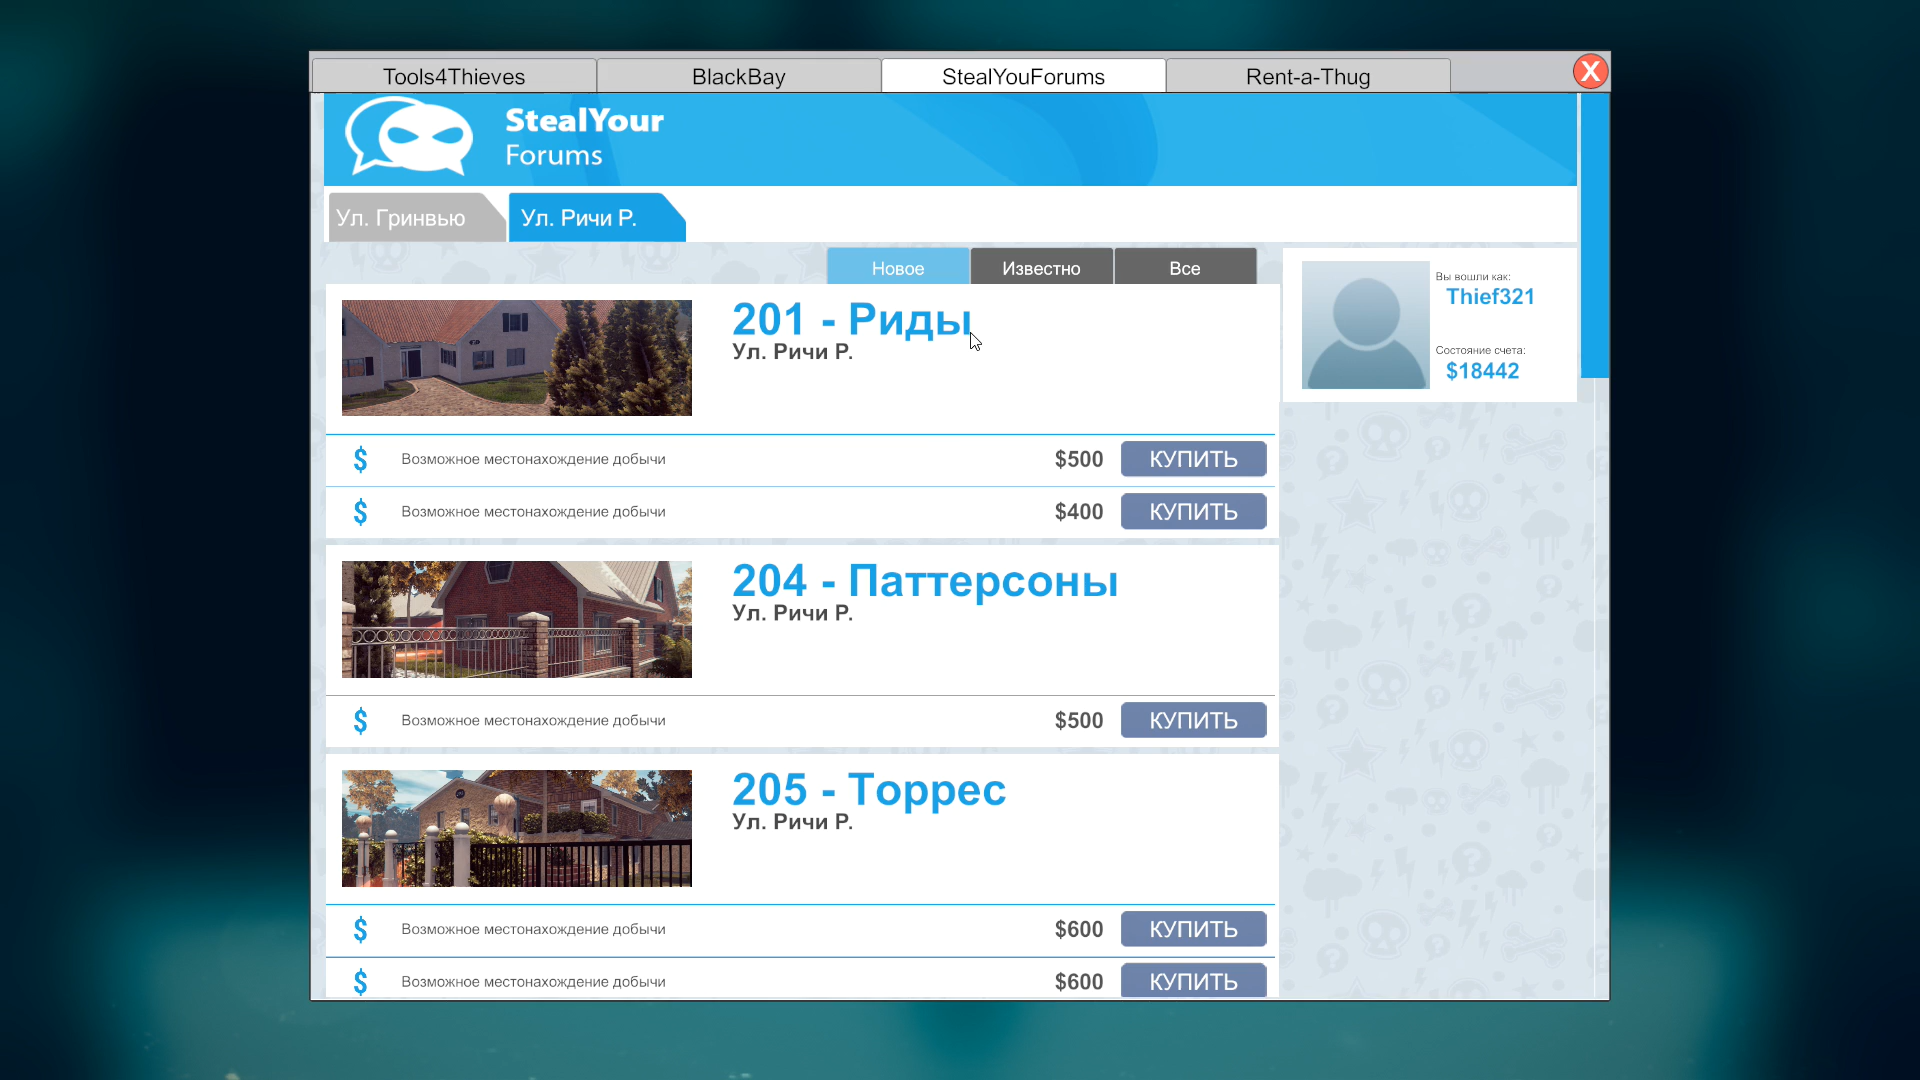 Tools4Thieves
BlackBay
StealYouForums
Rent-a-Thug
X
StealYour
Forums
Ул. Гринвью
Ул. Ричи Р.
Новое
Известно
Все
Вы вошли как:
Thief321
Состояние счета:
$18442
201 - Риды
Ул. Ричи Р.
$ Возможное местонахождение добычи $500 КУПИТЬ
$ Возможное местонахождение добычи $400 КУПИТЬ
204 - Паттерсоны
Ул. Ричи Р.
$ Возможное местонахождение добычи $500 КУПИТЬ
205 - Торрес
Ул. Ричи Р.
$ Возможное местонахождение добычи $600 КУПИТЬ
$ Возможное местонахождение добычи $600 КУПИТЬ